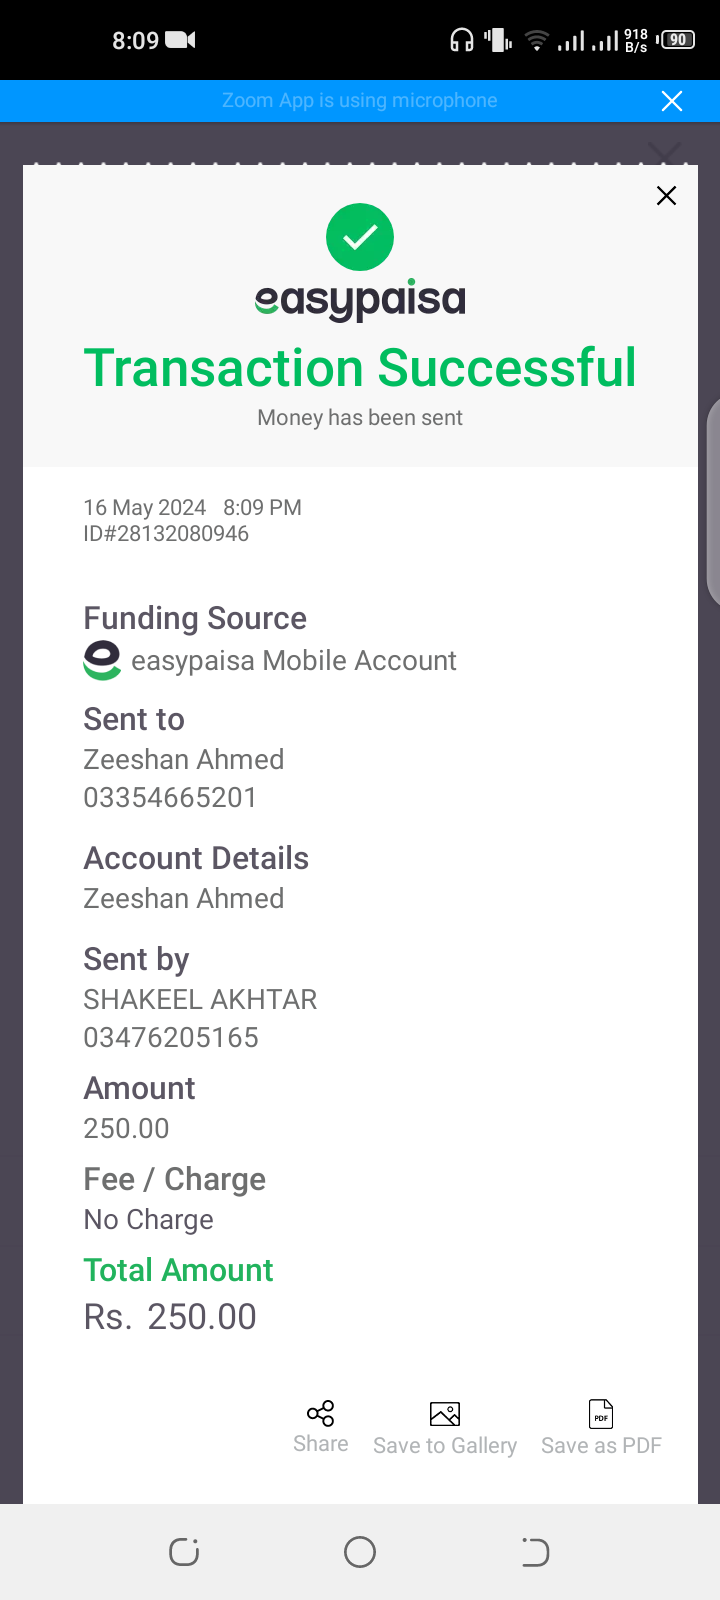 8:09
918
B/s
90
Zoom App is using microphone
easypaisa
Transaction Successful
Money has been sent
16 May 2024 8:09 PM
ID#28132080946
Funding Source
easypaisa Mobile Account
Sent to
Zeeshan Ahmed
03354665201
Account Details
Zeeshan Ahmed
Sent by
SHAKEEL AKHTAR
03476205165
Amount
250.00
Fee / Charge
No Charge
Total Amount
Rs. 250.00
PDF
Share
Save to Gallery
Save as PDF